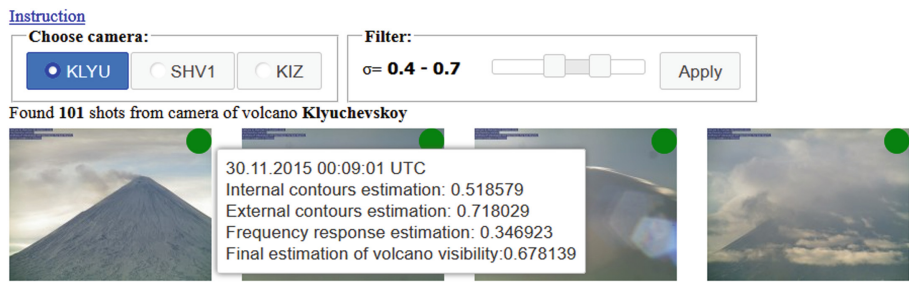 Instruction
Choose camera:
KLYU SHV1 KIZ
Filter:
σ= 0.4 - 0.7
Apply
Found 101 shots from camera of volcano Klyuchevskoy
30.11.2015 00:09:01 UTC
Internal contours estimation: 0.518579
External contours estimation: 0.718029
Frequency response estimation: 0.346923
Final estimation of volcano visibility:0.678139